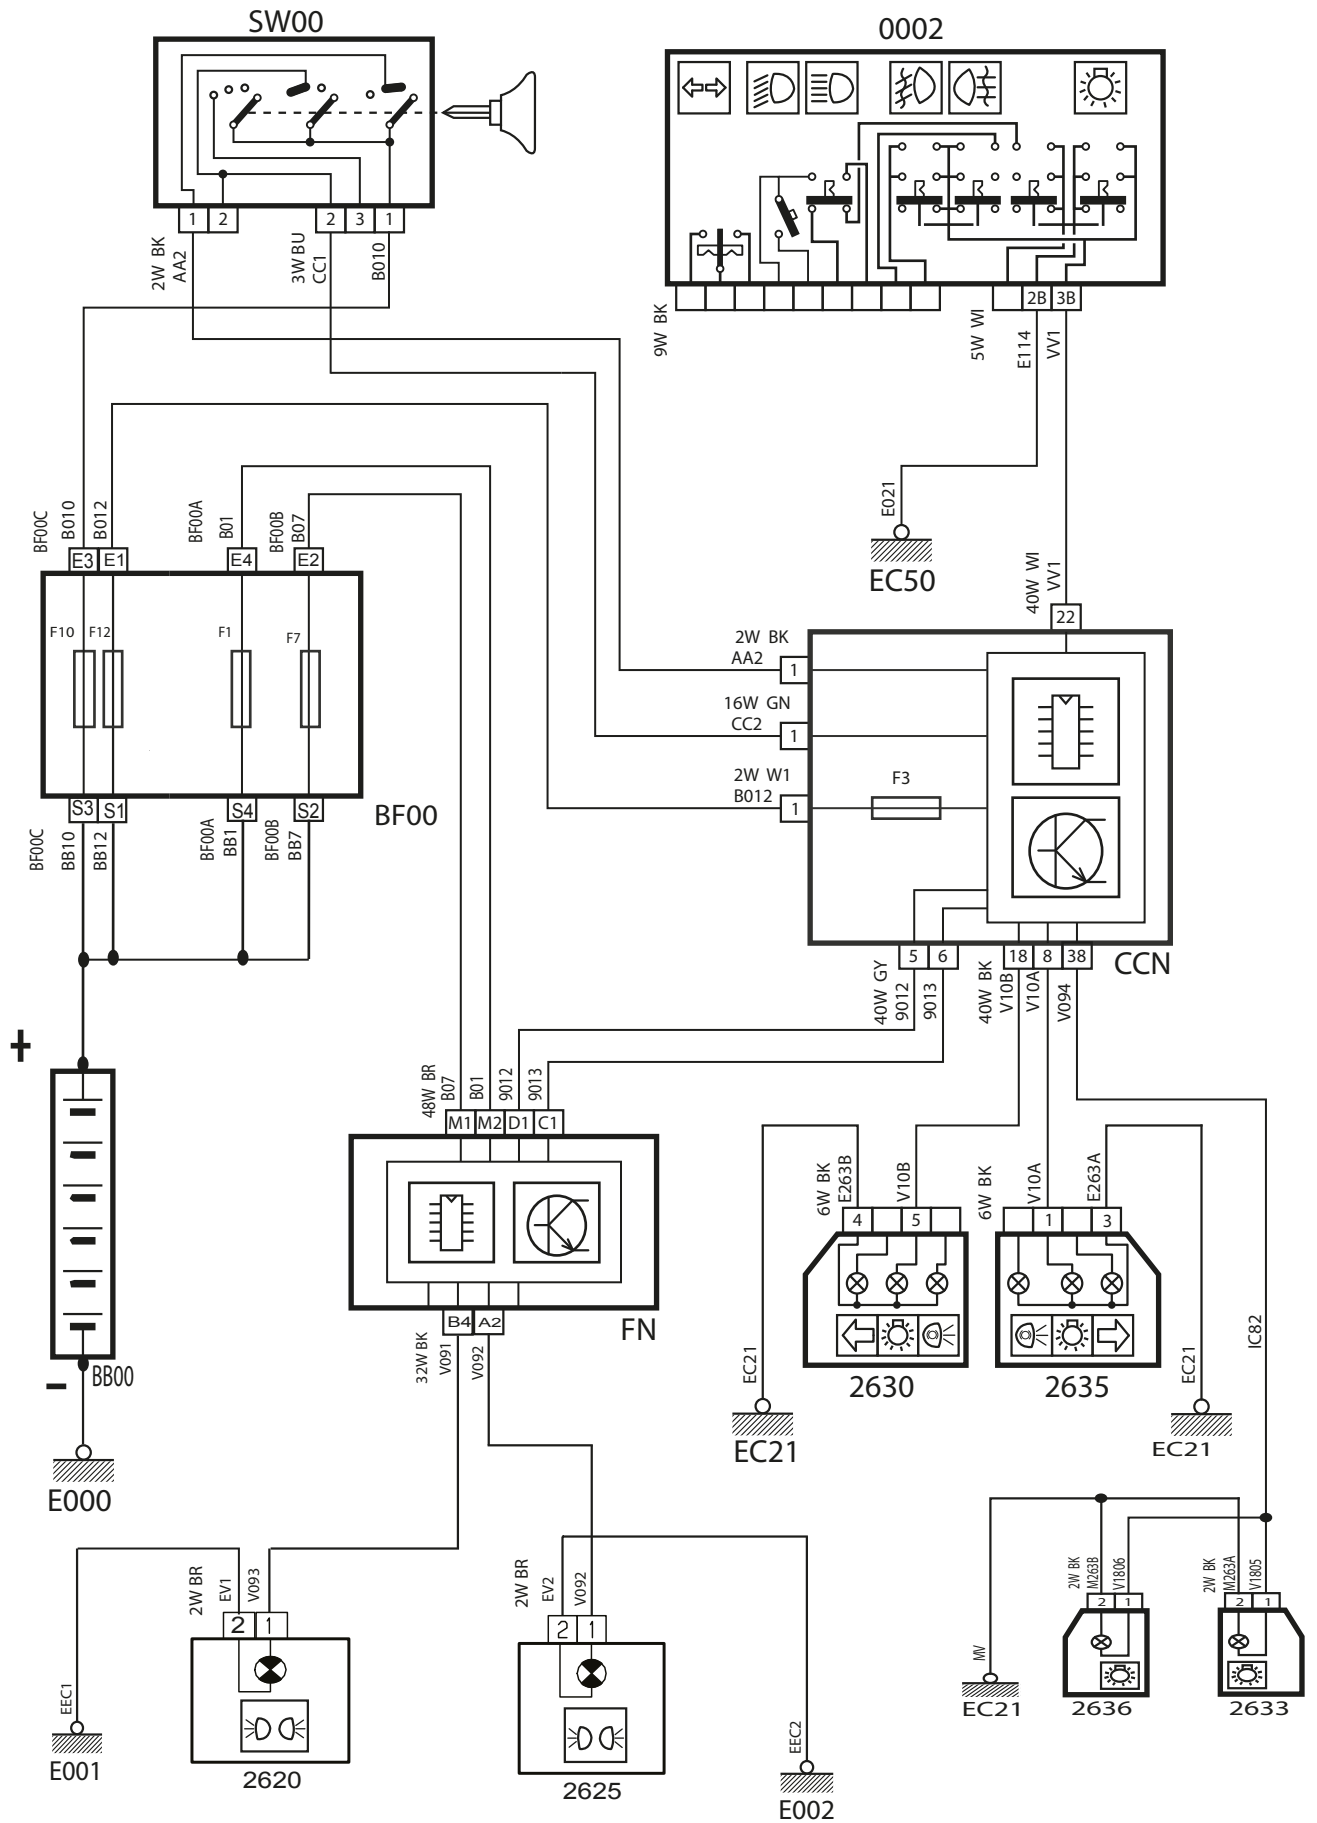 SW00
0002
1
2
2
3
1
2W BK
AA2
3W BU
CC1
B010
2B
3B
9W BK
5W WI
E114
VV1
E021
EC50
40W WI
VV1
22
BF00C
B010
B012
BF00A
B01
BF00B
B07
E3
E1
E4
E2
F10
F12
F1
F7
S3
S1
S4
S2
BF00
BF00C
BB10
BB12
BF00A
BB1
BF00B
BB7
2W BK
AA2
1
16W GN
CC2
1
2W W1
B012
1
F3
5
6
18
8
38
CCN
40W GY
9012
9013
40W BK
V10B
V10A
V094
+
48W BR
B07
B01
9012
9013
M1
M2
D1
C1
FN
B4
A2
32W BK
V091
V092
–
BB00
E000
6W BK
E263B
V10B
6W BK
V10A
E263A
4
5
1
3
2630
2635
EC21
EC21
EC21
EC21
IC82
2W BR
EV1
V093
2
1
2620
EEC1
E001
2W BR
EV2
V092
2
1
2625
EEC2
E002
2W BK
M263B
V1806
2W BK
M263A
V1805
2
1
2
1
MV
EC21
2636
2633